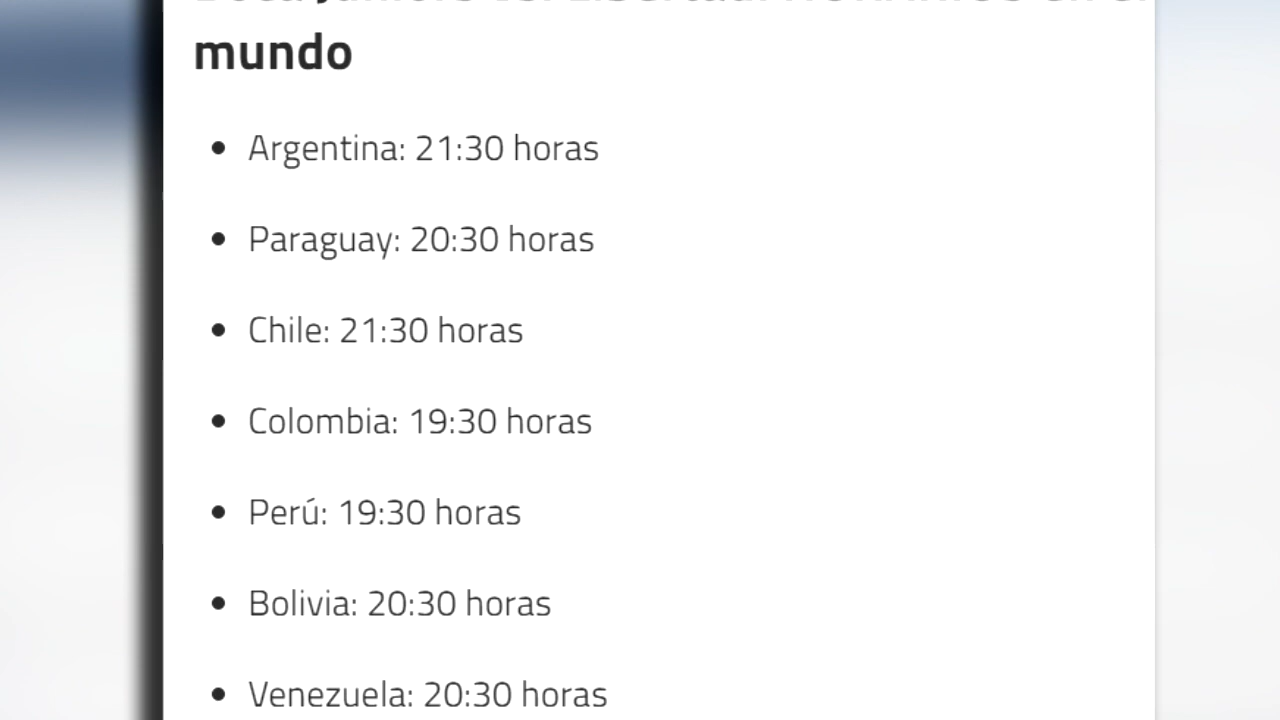 mundo
• Argentina: 21:30 horas
• Paraguay: 20:30 horas
• Chile: 21:30 horas
• Colombia: 19:30 horas
• Perú: 19:30 horas
• Bolivia: 20:30 horas
• Venezuela: 20:30 horas